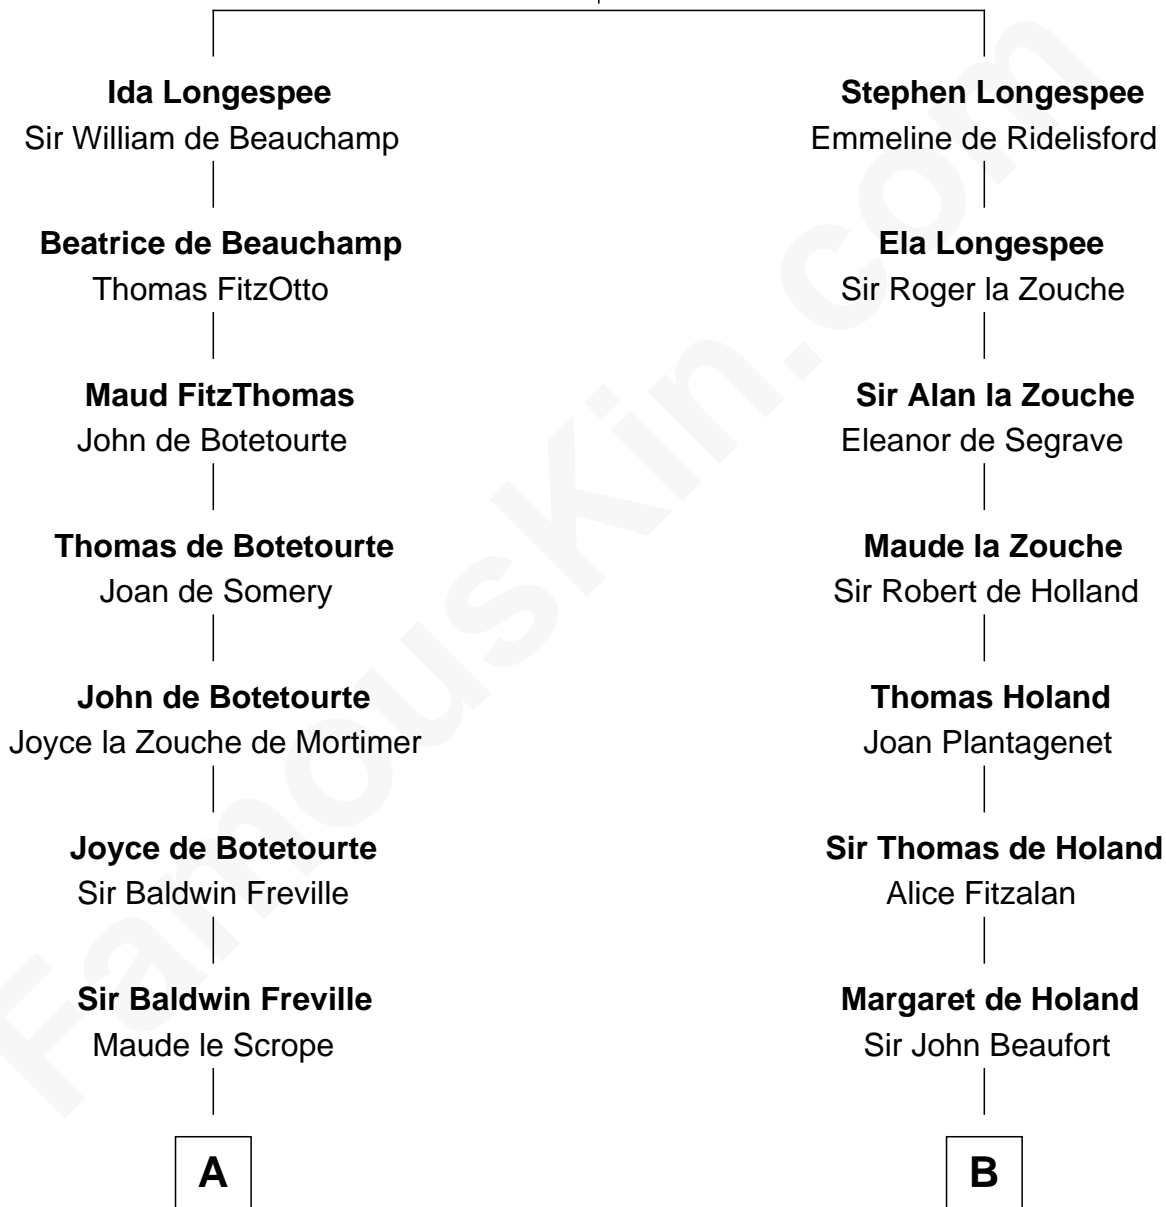 Ida Longespee
Sir William de Beauchamp
Beatrice de Beauchamp
Thomas FitzOtto
Maud FitzThomas
John de Botetourte
Thomas de Botetourte
Joan de Somery
John de Botetourte
Joyce la Zouche de Mortimer
Joyce de Botetourte
Sir Baldwin Freville
Sir Baldwin Freville
Maude le Scrope
A
Stephen Longespee
Emmeline de Ridelisford
Ela Longespee
Sir Roger la Zouche
Sir Alan la Zouche
Eleanor de Segrave
Maude la Zouche
Sir Robert de Holland
Thomas Holand
Joan Plantagenet
Sir Thomas de Holand
Alice Fitzalan
Margaret de Holand
Sir John Beaufort
B
FamousKin.com